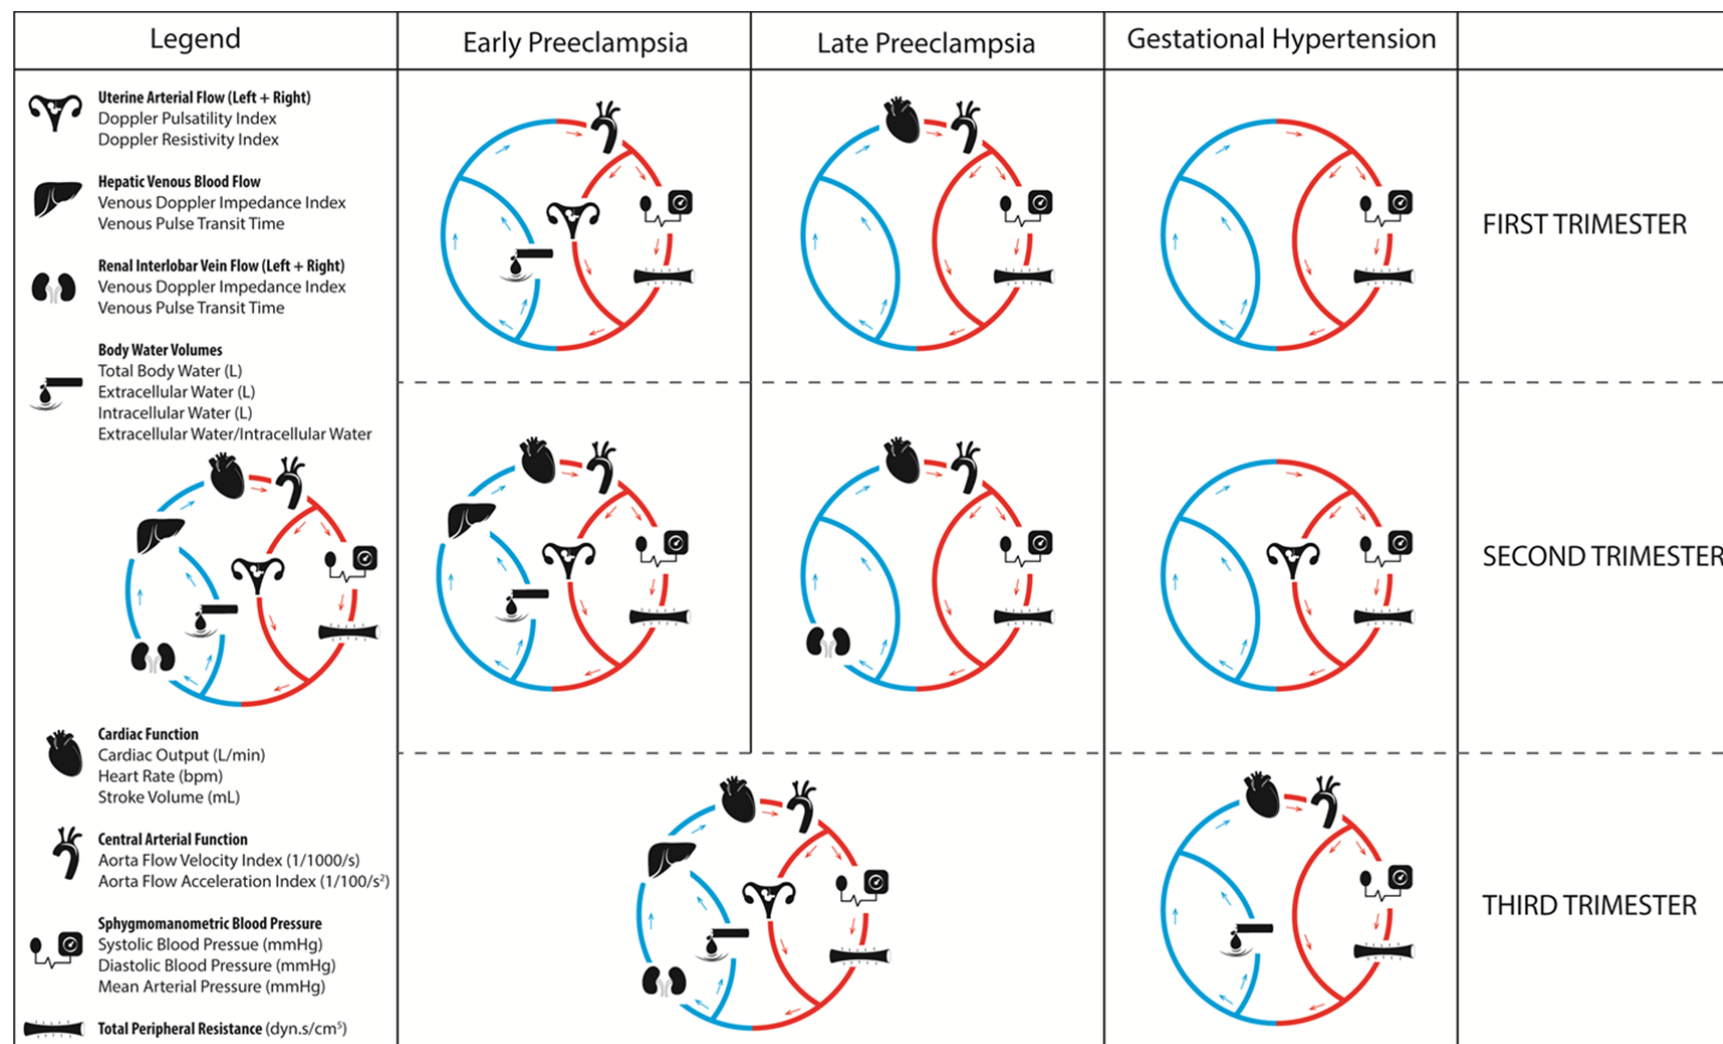 Legend
Early Preeclampsia
Late Preeclampsia
Gestational Hypertension
Uterine Arterial Flow (Left + Right)
Doppler Pulsatility Index
Doppler Resistivity Index
Hepatic Venous Blood Flow
Venous Doppler Impedance Index
Venous Pulse Transit Time
Renal Interlobar Vein Flow (Left + Right)
Venous Doppler Impedance Index
Venous Pulse Transit Time
Body Water Volumes
Total Body Water (L)
Extracellular Water (L)
Intracellular Water (L)
Extracellular Water/Intracellular Water
Cardiac Function
Cardiac Output (L/min)
Heart Rate (bpm)
Stroke Volume (mL)
Central Arterial Function
Aorta Flow Velocity Index (1/1000/s)
Aorta Flow Acceleration Index (1/100/s²)
Sphygmomanometric Blood Pressure
Systolic Blood Pressue (mmHg)
Diastolic Blood Pressure (mmHg)
Mean Arterial Pressure (mmHg)
Total Peripheral Resistance (dyn.s/cm⁵)
FIRST TRIMESTER
SECOND TRIMESTER
THIRD TRIMESTER